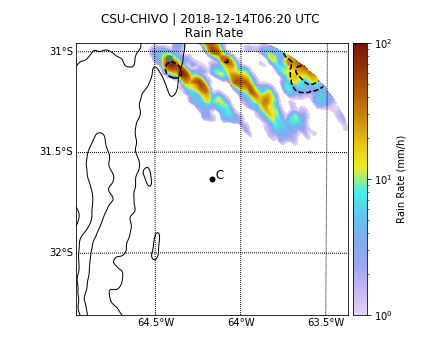 CSU-CHIVO | 2018-12-14T06:20 UTC
Rain Rate
31°S
31.5°S
32°S
C
64.5°W
64°W
63.5°W
10²
10¹
10⁰
Rain Rate (mm/h)